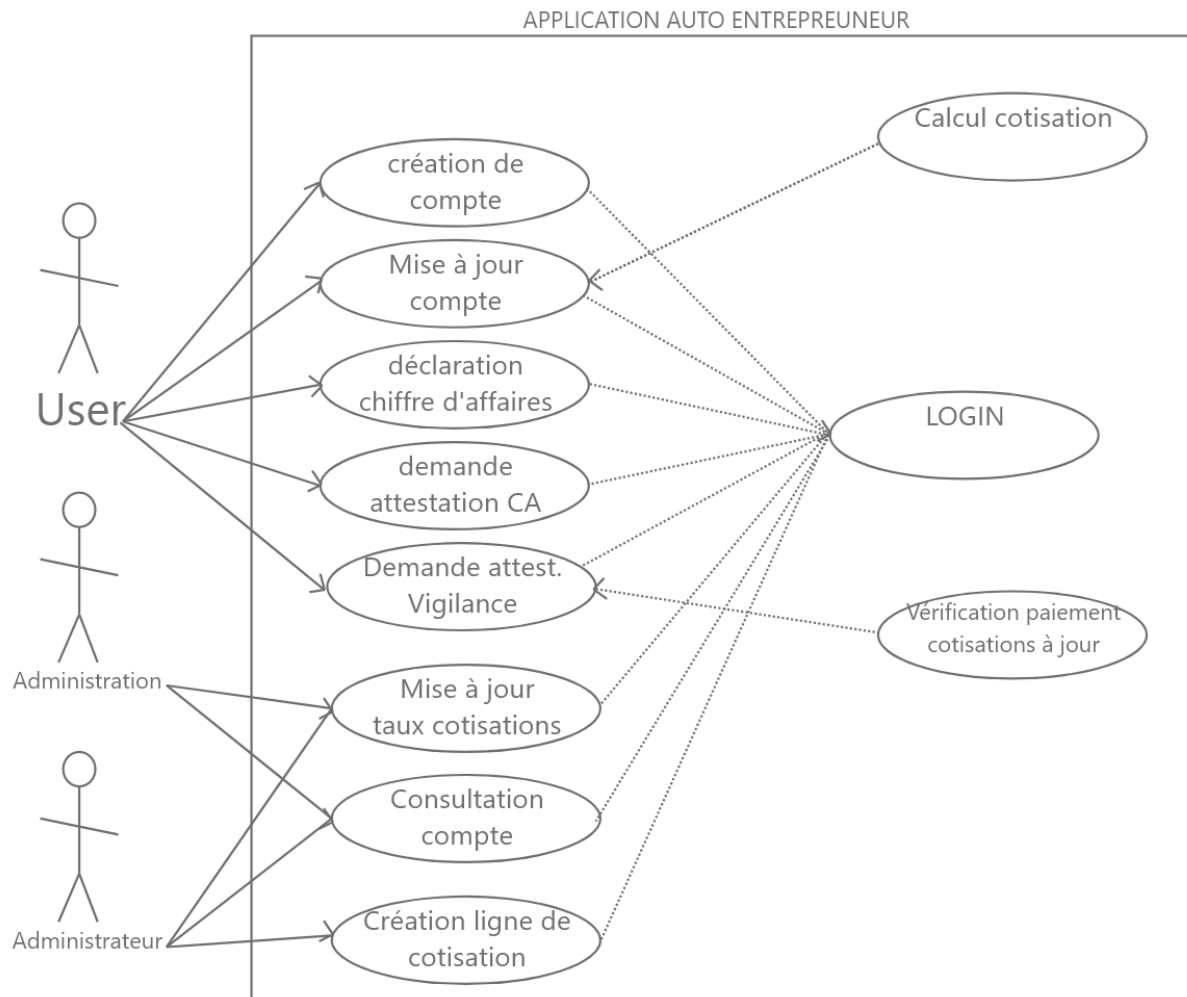 APPLICATION AUTO ENTREPREUNEUR
Calcul cotisation
création de
compte
Mise à jour
compte
déclaration
chiffre d'affaires
User
LOGIN
demande
attestation CA
Demande attest.
Vigilance
Vérification paiement
cotisations à jour
Administration
Mise à jour
taux cotisations
Consultation
compte
Administrateur
Création ligne de
cotisation